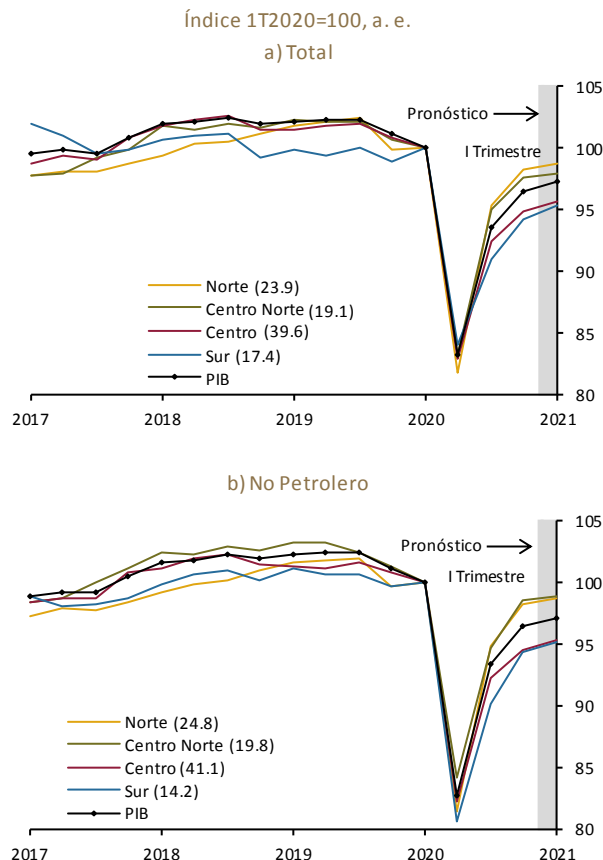 Índice 1T2020=100, a. e.
a) Total
105
Pronóstico
100
I Trimestre
95
90
Norte (23.9)
Centro Norte (19.1)
Centro (39.6)
85
Sur (17.4)
PIB
80
2017 2018 2019 2020 2021
b) No Petrolero
105
Pronóstico
I Trimestre
100
95
90
Norte (24.8)
Centro Norte (19.8)
Centro (41.1)
85
Sur (14.2)
PIB
80
2017 2018 2019 2020 2021